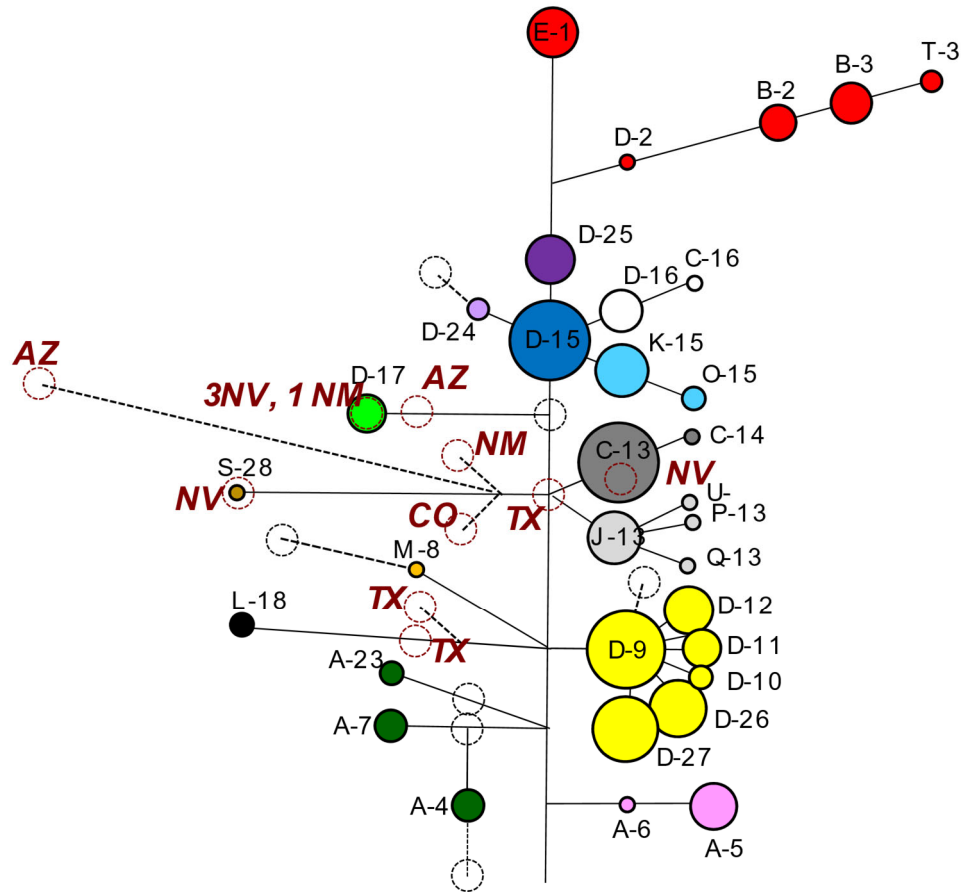 E-1
T-3
B-3
B-2
D-2
D-25
C-16
D-16
D-24
D-15
K-15
AZ
D-17
AZ
O-15
3NV, 1 NM
C-14
NM
C-13
S-28
NV
NV
U-
CO
TX
P-13
J-13
M-8
Q-13
L-18
TX
D-12
TX
D-9
D-11
A-23
D-10
A-7
D-26
D-27
A-4
A-6
A-5